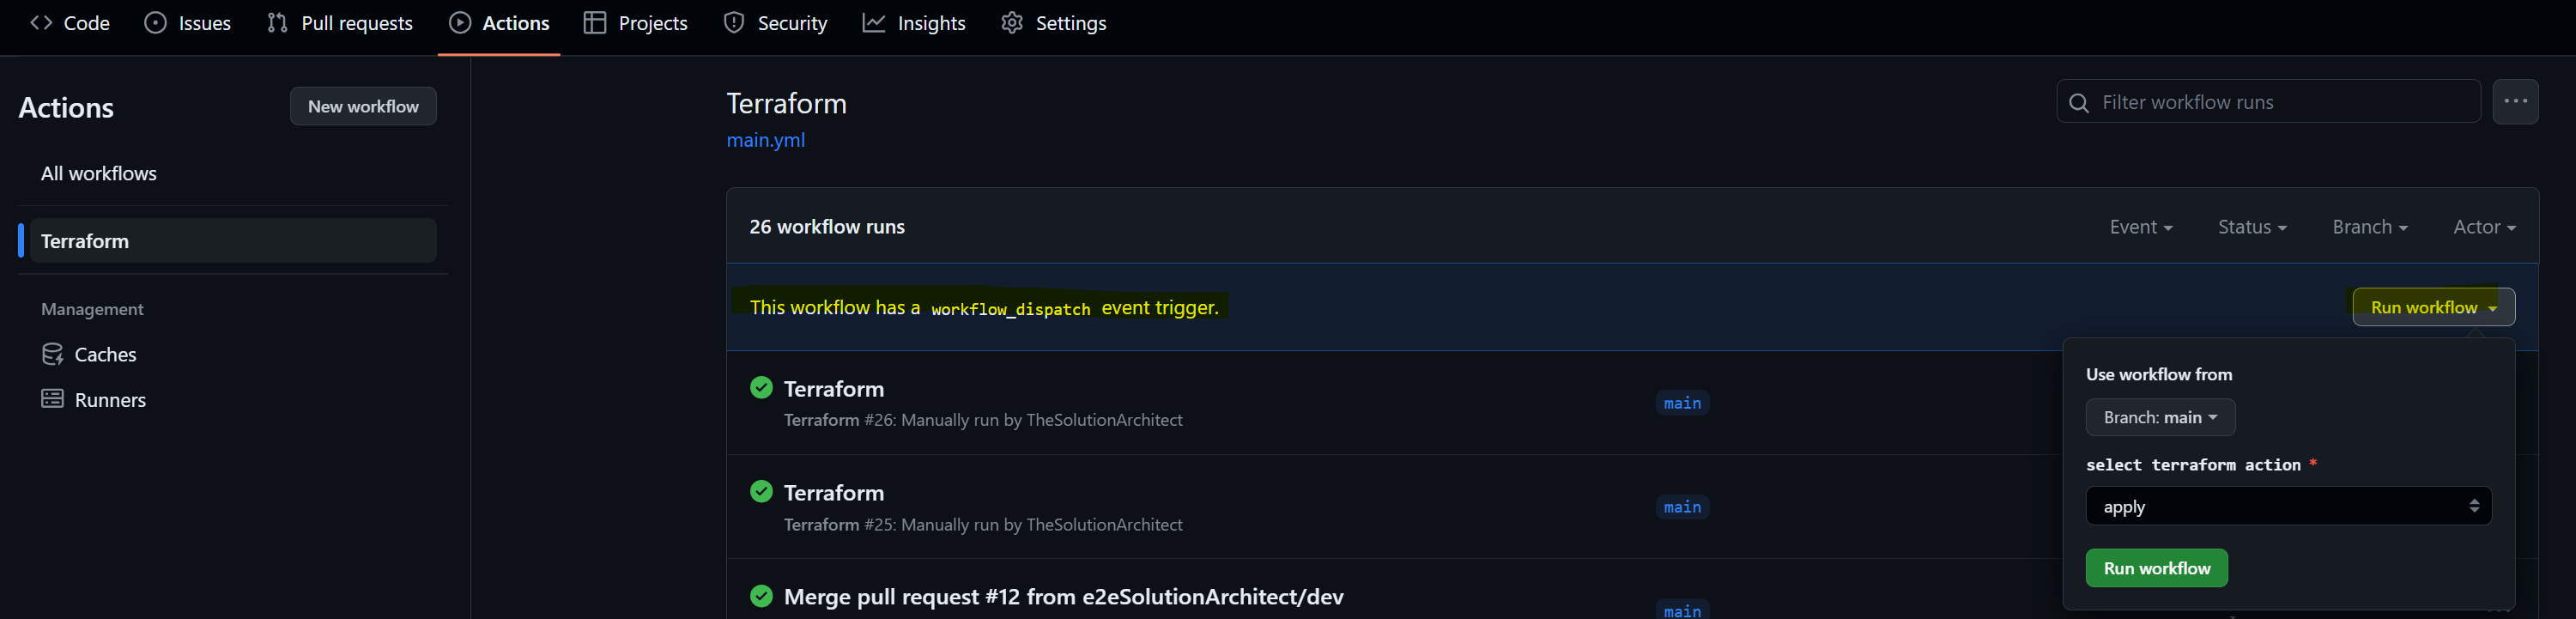 Code Issues Pull requests Actions Projects Security Insights Settings
Actions
New workflow
All workflows
Terraform
Management
Caches
Runners
Terraform
main.yml
Filter workflow runs
26 workflow runs
Event Status Branch Actor
This workflow has a workflow_dispatch event trigger.
Run workflow
Terraform
Terraform #26: Manually run by TheSolutionArchitect
main
Terraform
Terraform #25: Manually run by TheSolutionArchitect
main
Merge pull request #12 from e2eSolutionArchitect/dev
main
Use workflow from
Branch: main
select terraform action *
apply
Run workflow